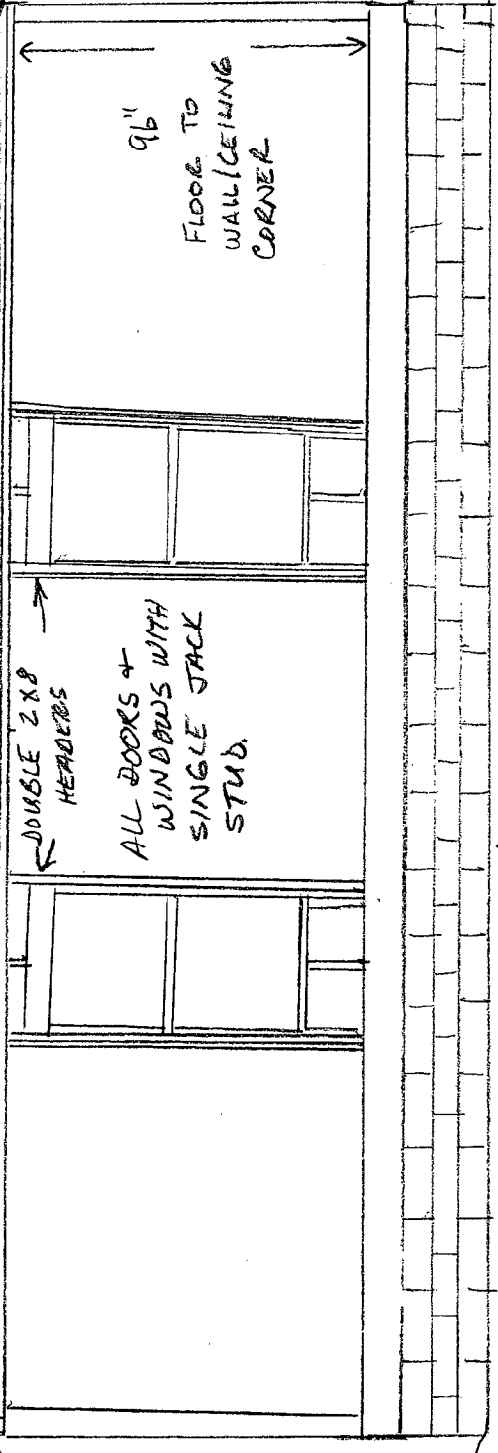 DOUBLE 2X8
HEADERS
ALL DOORS +
WINDOWS WITH
SINGLE JACK
STUD.
96"
FLOOR TO
WALL/CEILING
CORNER